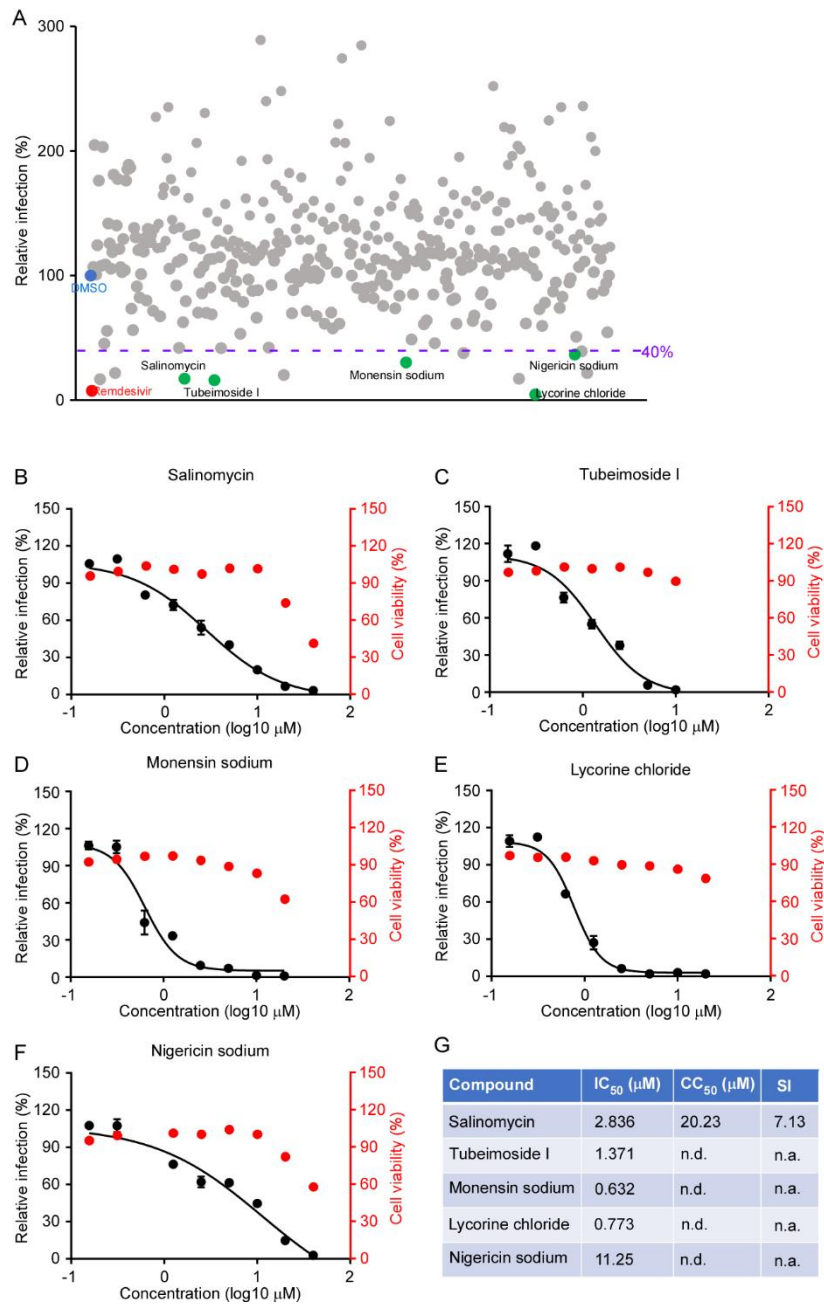 A
300
200
100
0
Relative infection (%)
DMSO
40%
Salinomycin
Monensin sodium
Nigericin sodium
Remdesivir
Tubeimoside I
Lycorine chloride
B
Salinomycin
150
120
90
60
30
0
Relative infection (%)
150
120
90
60
30
0
Cell viability (%)
-1
0
1
2
Concentration (log10 μM)
C
Tubeimoside I
150
120
90
60
30
0
Relative infection (%)
150
120
90
60
30
0
Cell viability (%)
-1
0
1
2
Concentration (log10 μM)
D
Monensin sodium
150
120
90
60
30
0
Relative infection (%)
150
120
90
60
30
0
Cell viability (%)
-1
0
1
2
Concentration (log10 μM)
E
Lycorine chloride
150
120
90
60
30
0
Relative infection (%)
150
120
90
60
30
0
Cell viability (%)
-1
0
1
2
Concentration (log10 μM)
F
Nigericin sodium
150
120
90
60
30
0
Relative infection (%)
150
120
90
60
30
0
Cell viability (%)
-1
0
1
2
Concentration (log10 μM)
G
Compound IC50 (μM) CC50 (μM) SI
Salinomycin 2.836 20.23 7.13
Tubeimoside I 1.371 n.d. n.a.
Monensin sodium 0.632 n.d. n.a.
Lycorine chloride 0.773 n.d. n.a.
Nigericin sodium 11.25 n.d. n.a.